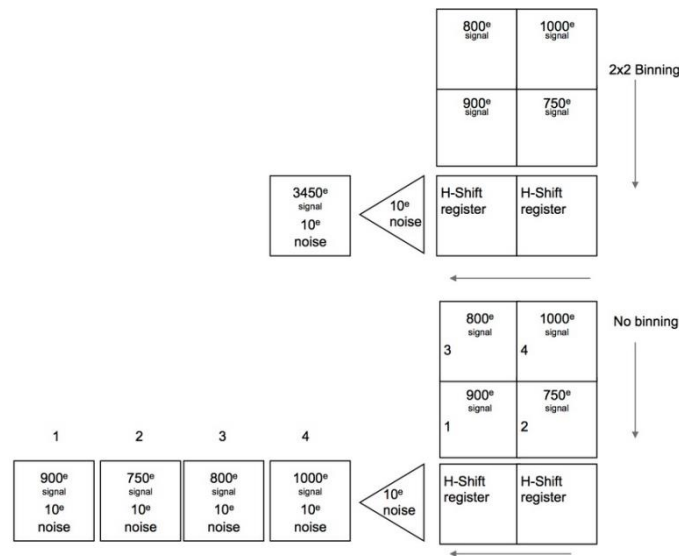 800e 1000e
signal signal
2x2 Binning
900e 750e
signal signal
3450e
signal
10e
noise
10e
noise
H-Shift
register
H-Shift
register
800e 1000e
signal signal
No binning
3 4
900e 750e
signal signal
1 2
1 2 3 4
900e 750e 800e 1000e
signal signal signal signal
10e 10e 10e 10e
noise noise noise noise
10e
noise
H-Shift
register
H-Shift
register